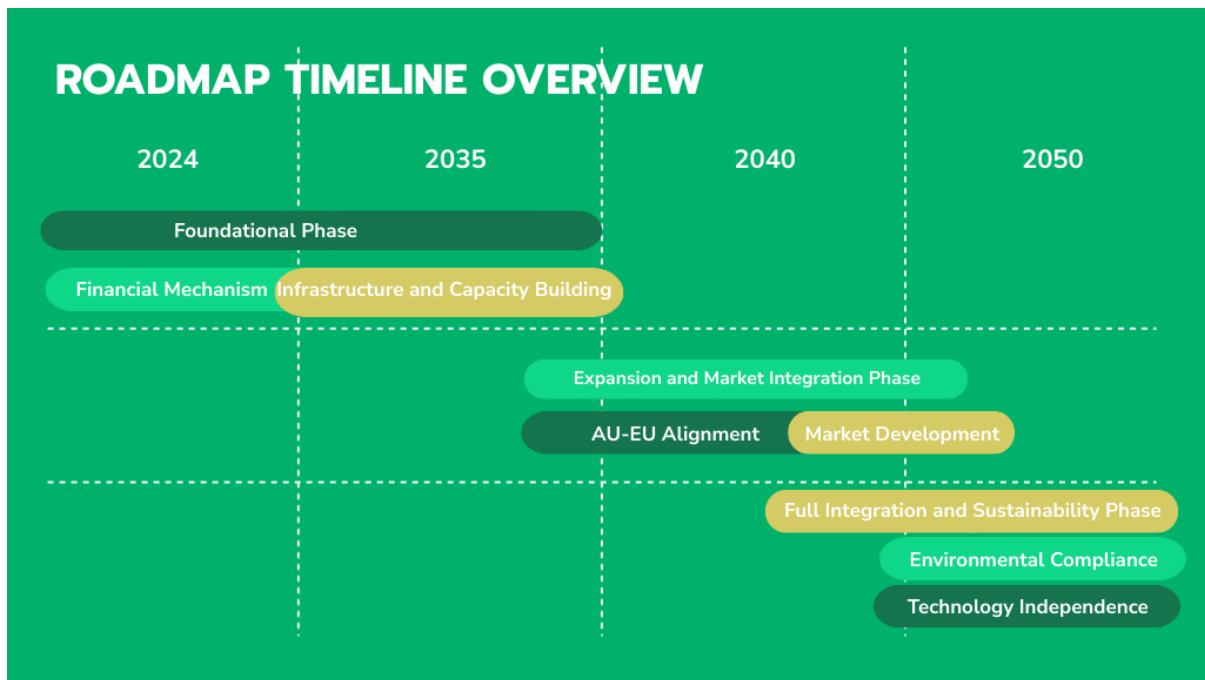 ROADMAP TIMELINE OVERVIEW
2024 2035 2040 2050
Foundational Phase
Financial Mechanism Infrastructure and Capacity Building
Expansion and Market Integration Phase
AU-EU Alignment Market Development
Full Integration and Sustainability Phase
Environmental Compliance
Technology Independence